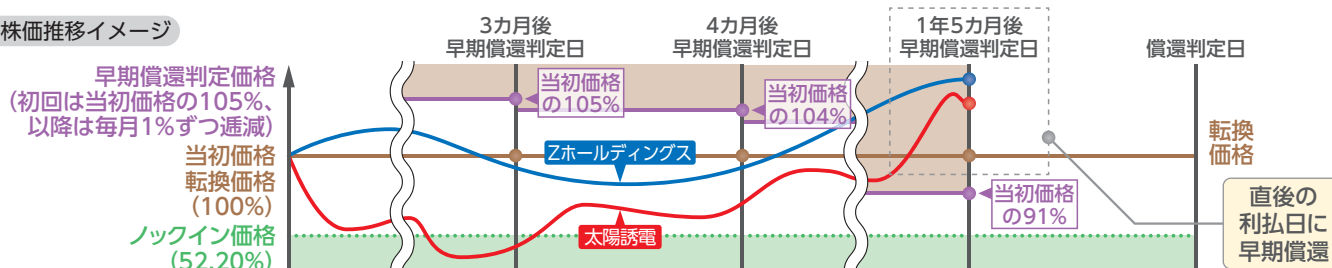 株価推移イメージ
3カ月後
早期償還判定日
4カ月後
早期償還判定日
1年5カ月後
早期償還判定日
償還判定日
早期償還判定価格
(初回は当初価格の105%、
以降は毎月1%ずつ逓減)
当初価格
の105%
当初価格
の104%
当初価格
転換価格
(100%)
Zホールディングス
転換
価格
当初価格
の91%
直後の
利払日に
早期償還
ノックイン価格
(52.20%)
太陽誘電